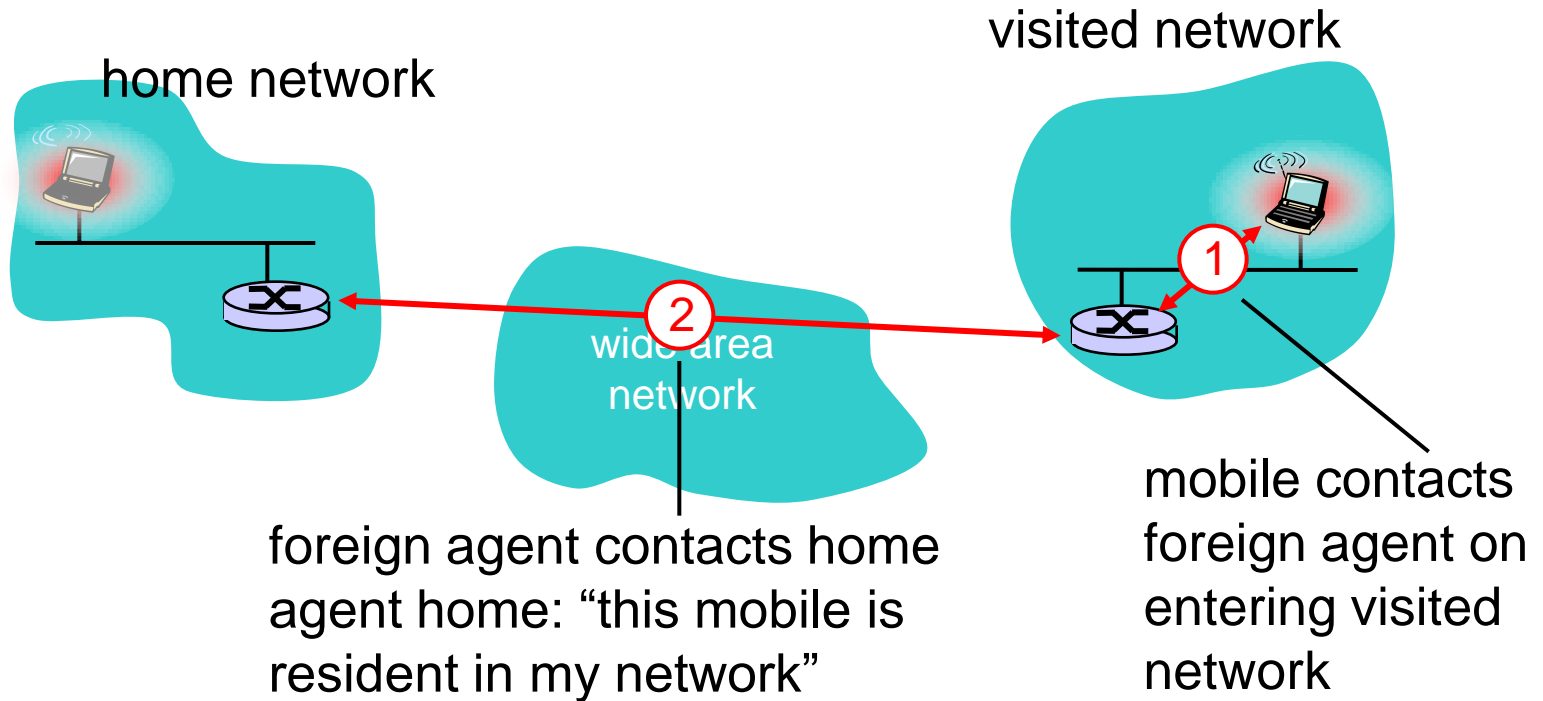 home network
visited network
1
2
wide area
network
foreign agent contacts home
agent home: “this mobile is
resident in my network”
mobile contacts
foreign agent on
entering visited
network